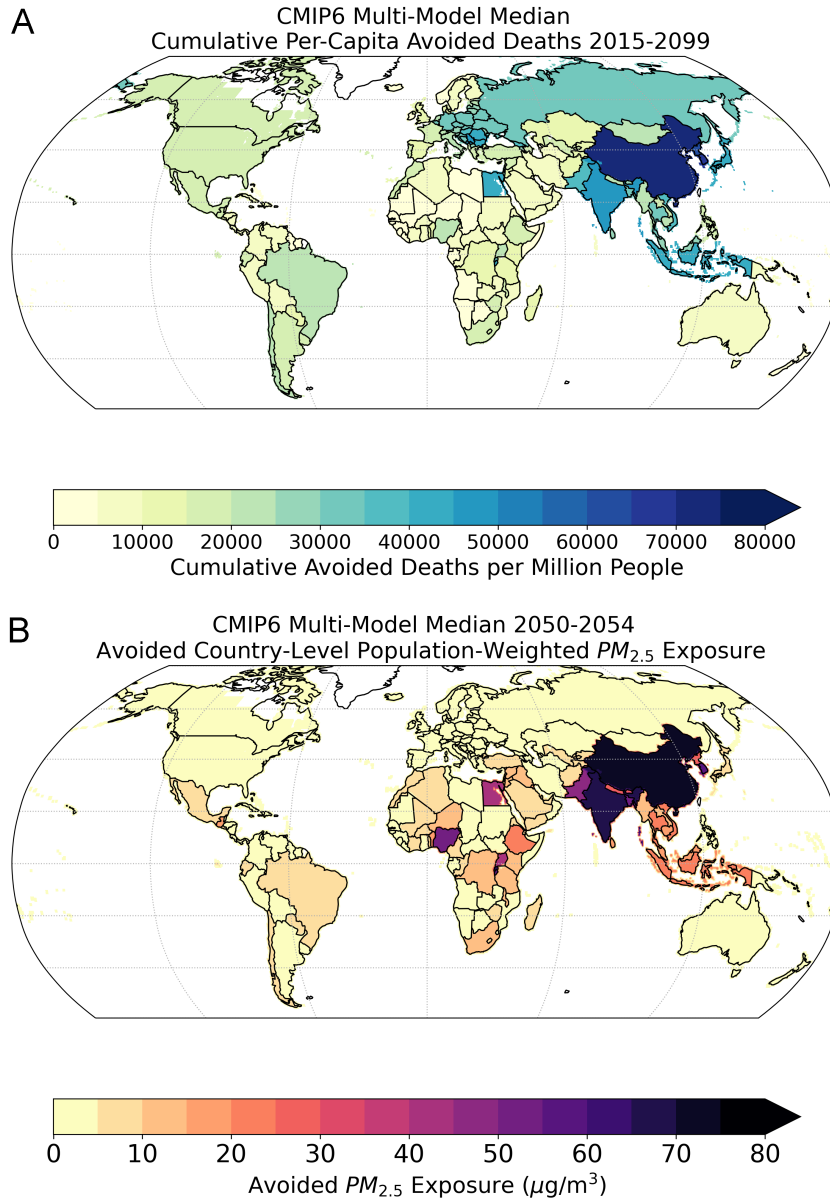 A
CMIP6 Multi-Model Median
Cumulative Per-Capita Avoided Deaths 2015-2099
0 10000 20000 30000 40000 50000 60000 70000 80000
Cumulative Avoided Deaths per Million People
B
CMIP6 Multi-Model Median 2050-2054
Avoided Country-Level Population-Weighted PM2.5 Exposure
0 10 20 30 40 50 60 70 80
Avoided PM2.5 Exposure (μg/m³)